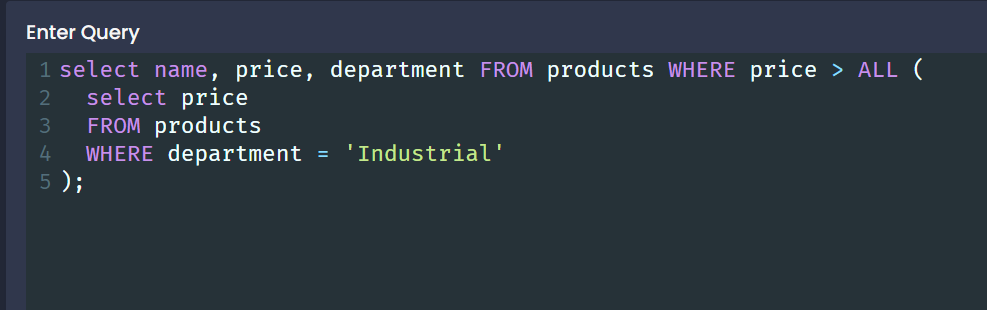 Enter Query
1 select name, price, department FROM products WHERE price > ALL (
2   select price
3   FROM products
4   WHERE department = 'Industrial'
5 );